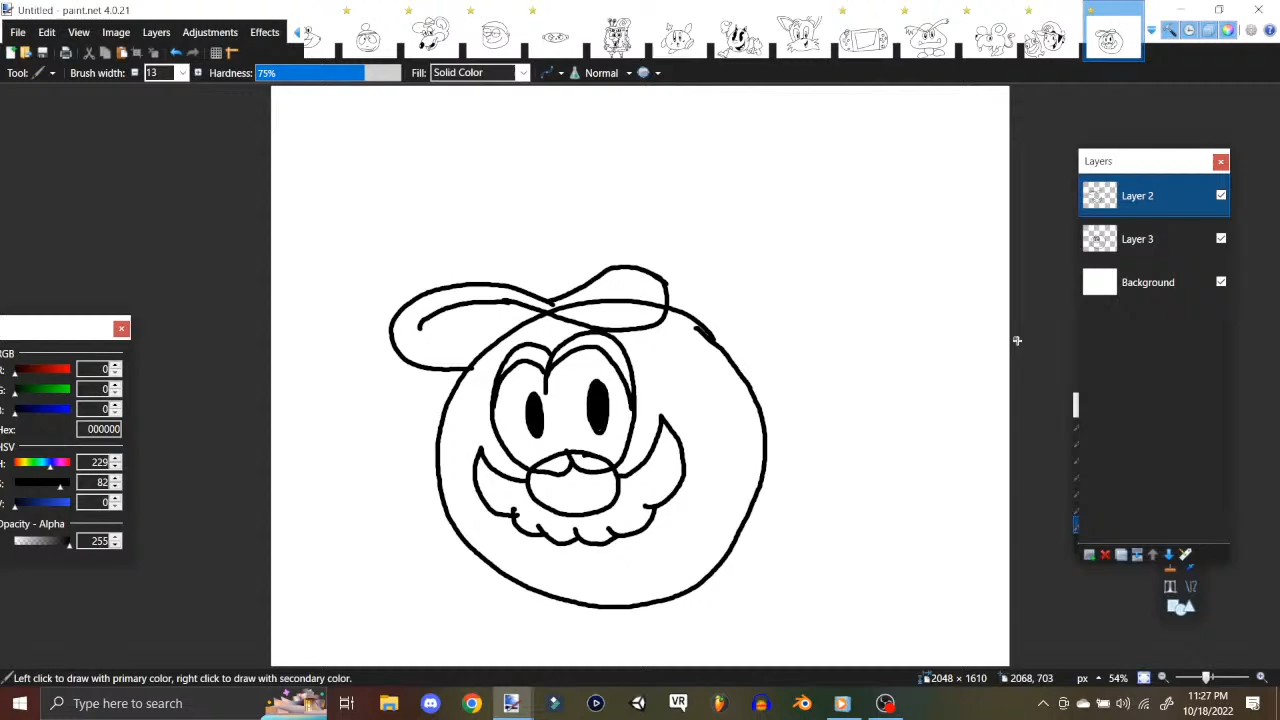 Untitled - paint.net 4.0.21
File Edit View Image Layers Adjustments Effects
Tool: Brush width: 13 Hardness: 75% Fill: Solid Color Normal
Layers
Layer 2
Layer 3
Background
RGB
R: 0
G: 0
B: 0
Hex: 000000
HSV
H: 229
S: 82
V: 0
Opacity - Alpha
255
Left click to draw with primary color, right click to draw with secondary color. 2048 × 1610 2068, 703 px 54%
Type here to search VR 11:27 PM
10/18/2022